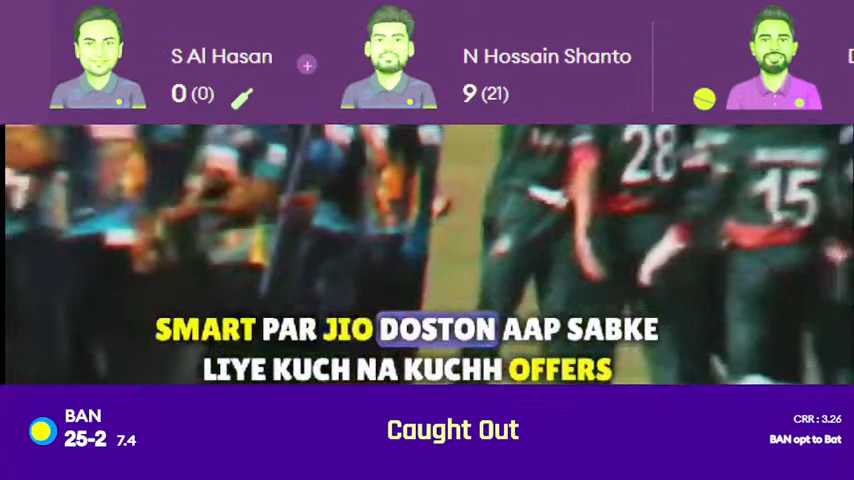 S Al Hasan
0 (0)
+
N Hossain Shanto
9 (21)
D
28
15
SMART PAR JIO DOSTON AAP SABKE
LIYE KUCH NA KUCHH OFFERS
BAN
25-2 7.4
Caught Out
CRR : 3.26
BAN opt to Bat